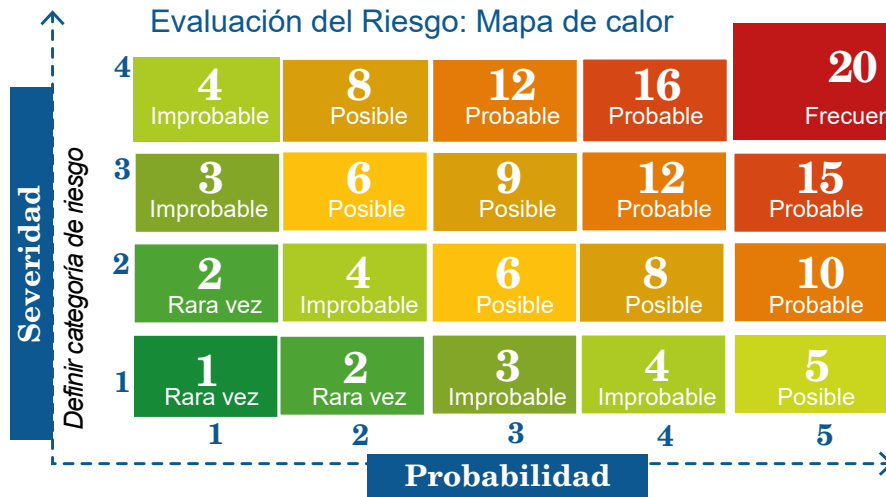 Evaluación del Riesgo: Mapa de calor
Severidad
Definir categoría de riesgo
4
4
Improbable
8
Posible
12
Probable
16
Probable
20
Frecuen
3
3
Improbable
6
Posible
9
Posible
12
Probable
15
Probable
2
2
Rara vez
4
Improbable
6
Posible
8
Posible
10
Probable
1
1
Rara vez
2
Rara vez
3
Improbable
4
Improbable
5
Posible
1
2
3
4
5
Probabilidad